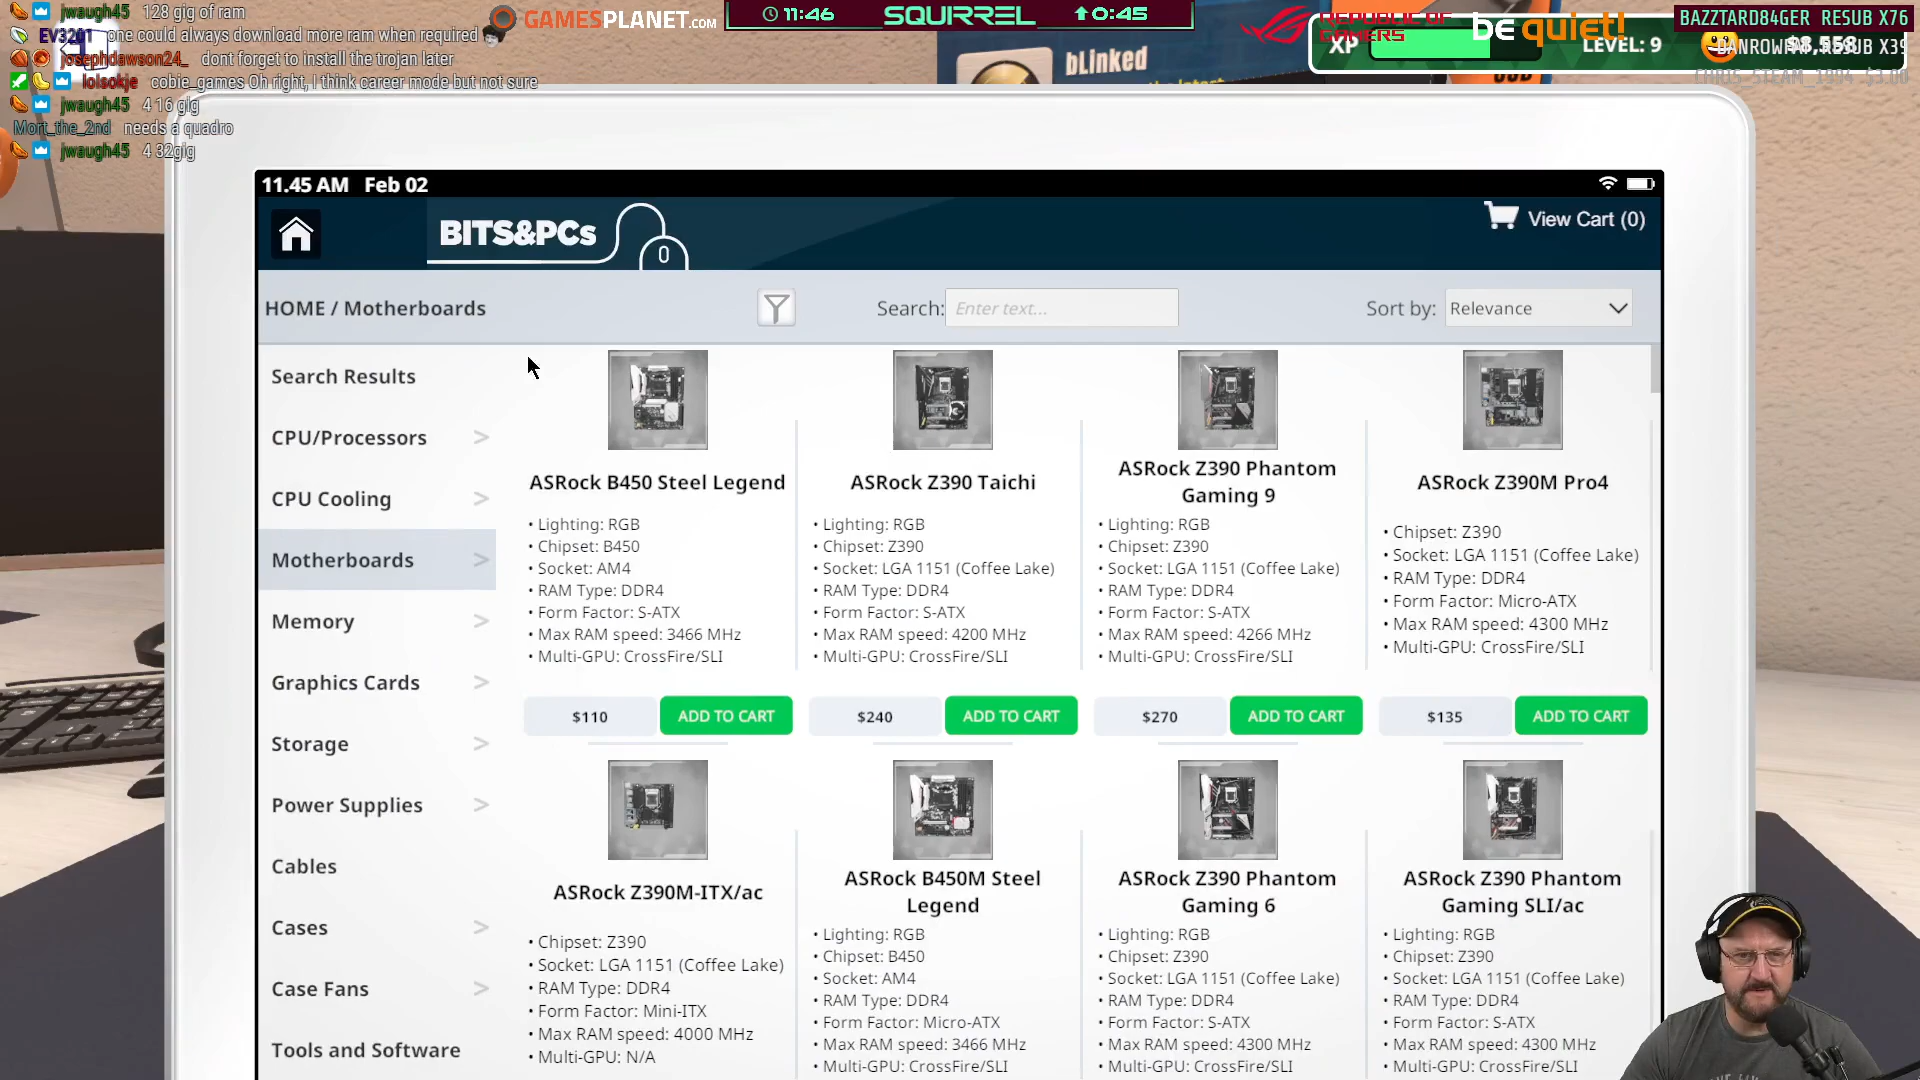 jwaugh45 128 gig of ram
EV3201 one could always download more ram when required
josephdawson24_ dont forget to install the trojan later
lolsokje cobie_games Oh right, I think career mode but not sure
jwaugh45 4 16 gig
Mort_the_2nd needs a quadro
jwaugh45 4 32gig
GAMESPLANET.COM
11:46 SQUIRREL 0:45
REPUBLIC OF GAMERS
be quiet!
XP LEVEL: 9 $8,558
BAZZTARD84GER RESUB X76
DANROWPAR RESUB X39
CHRIS_STEAM_1994 $3.00
bLinked
the latest
11.45 AM Feb 02
BITS&PCs
View Cart (0)
HOME / Motherboards
Search: Enter text...
Sort by: Relevance
Search Results
CPU/Processors >
CPU Cooling >
Motherboards >
Memory >
Graphics Cards >
Storage >
Power Supplies >
Cables
Cases >
Case Fans >
Tools and Software
ASRock B450 Steel Legend
• Lighting: RGB
• Chipset: B450
• Socket: AM4
• RAM Type: DDR4
• Form Factor: S-ATX
• Max RAM speed: 3466 MHz
• Multi-GPU: CrossFire/SLI
$110 ADD TO CART
ASRock Z390 Taichi
• Lighting: RGB
• Chipset: Z390
• Socket: LGA 1151 (Coffee Lake)
• RAM Type: DDR4
• Form Factor: S-ATX
• Max RAM speed: 4200 MHz
• Multi-GPU: CrossFire/SLI
$240 ADD TO CART
ASRock Z390 Phantom
Gaming 9
• Lighting: RGB
• Chipset: Z390
• Socket: LGA 1151 (Coffee Lake)
• RAM Type: DDR4
• Form Factor: S-ATX
• Max RAM speed: 4266 MHz
• Multi-GPU: CrossFire/SLI
$270 ADD TO CART
ASRock Z390M Pro4
• Chipset: Z390
• Socket: LGA 1151 (Coffee Lake)
• RAM Type: DDR4
• Form Factor: Micro-ATX
• Max RAM speed: 4300 MHz
• Multi-GPU: CrossFire/SLI
$135 ADD TO CART
ASRock Z390M-ITX/ac
• Chipset: Z390
• Socket: LGA 1151 (Coffee Lake)
• RAM Type: DDR4
• Form Factor: Mini-ITX
• Max RAM speed: 4000 MHz
• Multi-GPU: N/A
ASRock B450M Steel
Legend
• Lighting: RGB
• Chipset: B450
• Socket: AM4
• RAM Type: DDR4
• Form Factor: Micro-ATX
• Max RAM speed: 3466 MHz
• Multi-GPU: CrossFire/SLI
ASRock Z390 Phantom
Gaming 6
• Lighting: RGB
• Chipset: Z390
• Socket: LGA 1151 (Coffee Lake)
• RAM Type: DDR4
• Form Factor: S-ATX
• Max RAM speed: 4300 MHz
• Multi-GPU: CrossFire/SLI
ASRock Z390 Phantom
Gaming SLI/ac
• Lighting: RGB
• Chipset: Z390
• Socket: LGA 1151 (Coffee Lake)
• RAM Type: DDR4
• Form Factor: S-ATX
• Max RAM speed: 4300 MHz
• Multi-GPU: CrossFire/SLI